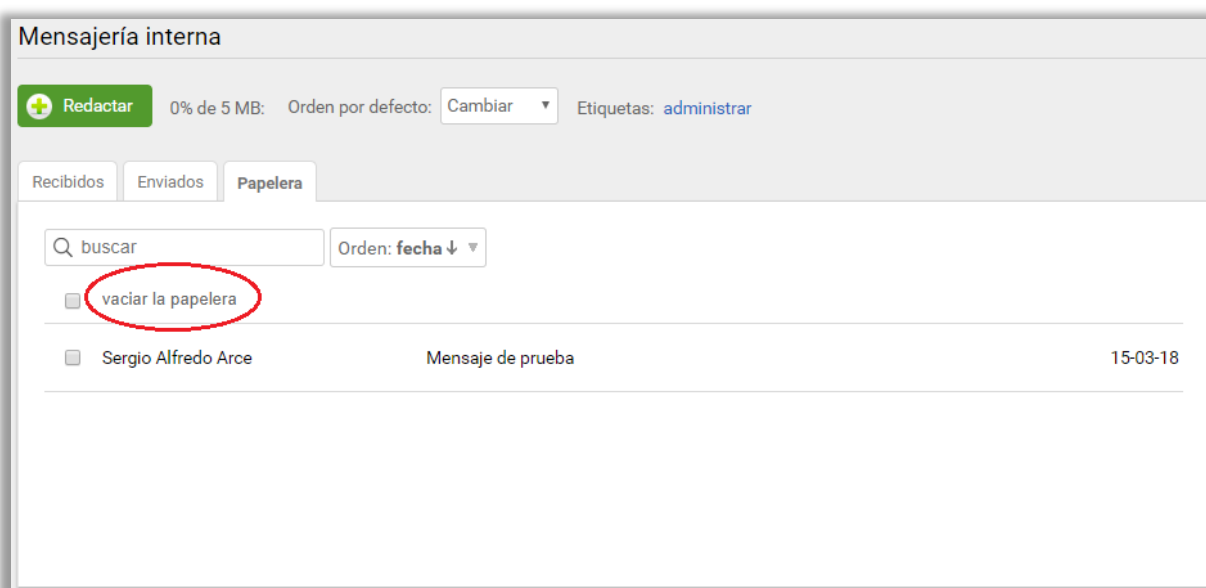 Mensajería interna
Redactar 0% de 5 MB: Orden por defecto: Cambiar Etiquetas: administrar
Recibidos Enviados Papelera
buscar Orden: fecha↓
vaciar la papelera
Sergio Alfredo Arce Mensaje de prueba 15-03-18